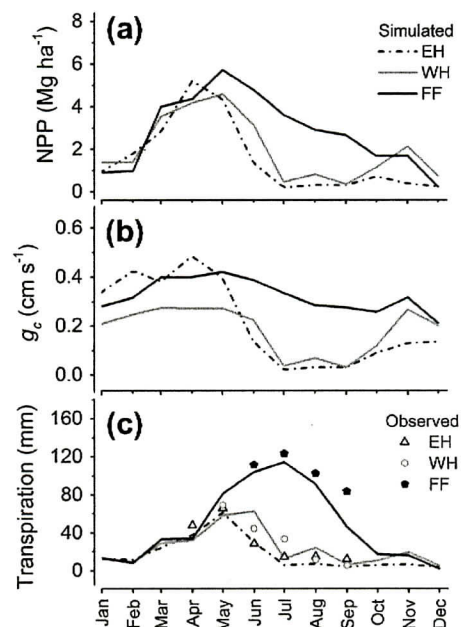 (a)
Simulated
EH
WH
FF
NPP (Mg ha⁻¹)
8
6
4
2
0
(b)
g_c (cm s⁻¹)
0.6
0.4
0.2
0.0
(c)
Observed
EH
WH
FF
Transpiration (mm)
160
120
80
40
0
Jan
Feb
Mar
Apr
May
Jun
Jul
Aug
Sep
Oct
Nov
Dec